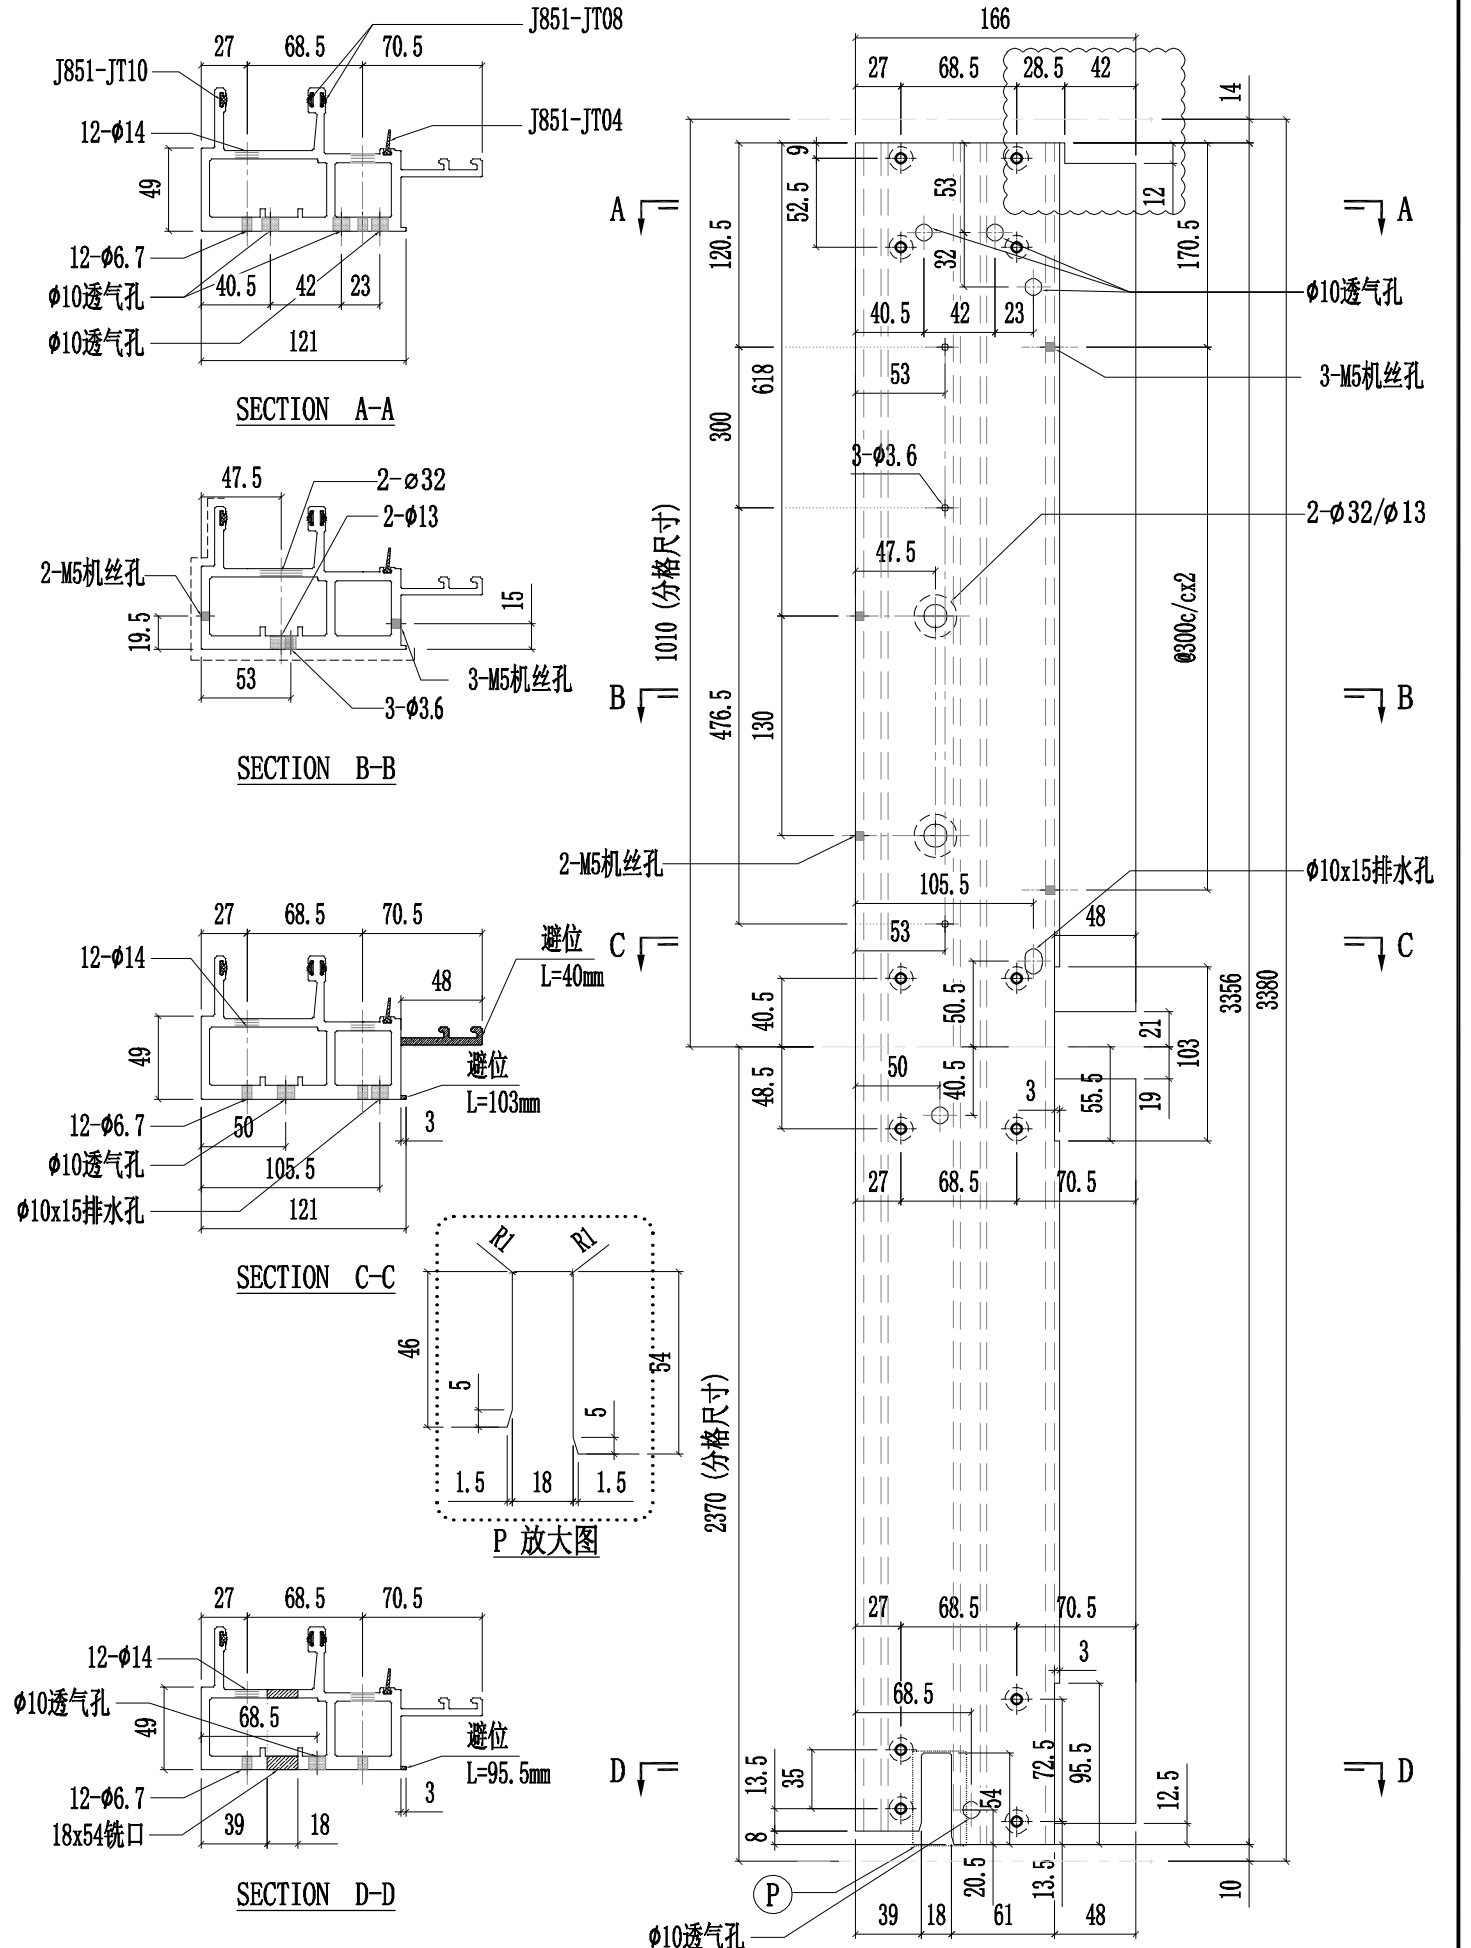 J851-JT08
27
68.5
70.5
J851-JT10
12-ϕ14
J851-JT04
49
12-ϕ6.7
ϕ10透气孔
40.5
42
23
ϕ10透气孔
121
SECTION A-A
47.5
2-⌀32
2-ϕ13
2-M5机丝孔
19.5
15
53
3-M5机丝孔
3-ϕ3.6
SECTION B-B
27
68.5
70.5
12-ϕ14
避位
L=40mm
48
49
避位
L=103mm
12-ϕ6.7
50
3
ϕ10透气孔
105.5
ϕ10x15排水孔
121
SECTION C-C
R1
R1
46
54
5
5
1.5
18
1.5
P 放大图
27
68.5
70.5
12-ϕ14
ϕ10透气孔
68.5
49
避位
L=95.5mm
12-ϕ6.7
3
18x54铣口
39
18
SECTION D-D
166
27
68.5
28.5
42
14
9
53
52.5
12
A
A
120.5
170.5
32
ϕ10透气孔
40.5
42
23
618
53
3-M5机丝孔
300
3-ϕ3.6
2-ϕ32/ϕ13
1010 (分格尺寸)
47.5
@300c/cx2
B
B
476.5
130
2-M5机丝孔
105.5
ϕ10x15排水孔
48
C
C
53
40.5
50.5
3356
3380
21
103
50
40.5
48.5
3
55.5
19
27
68.5
70.5
2370 (分格尺寸)
27
68.5
70.5
3
68.5
D
D
13.5
35
72.5
95.5
54
12.5
8
20.5
13.5
10
P
39
18
61
48
ϕ10透气孔